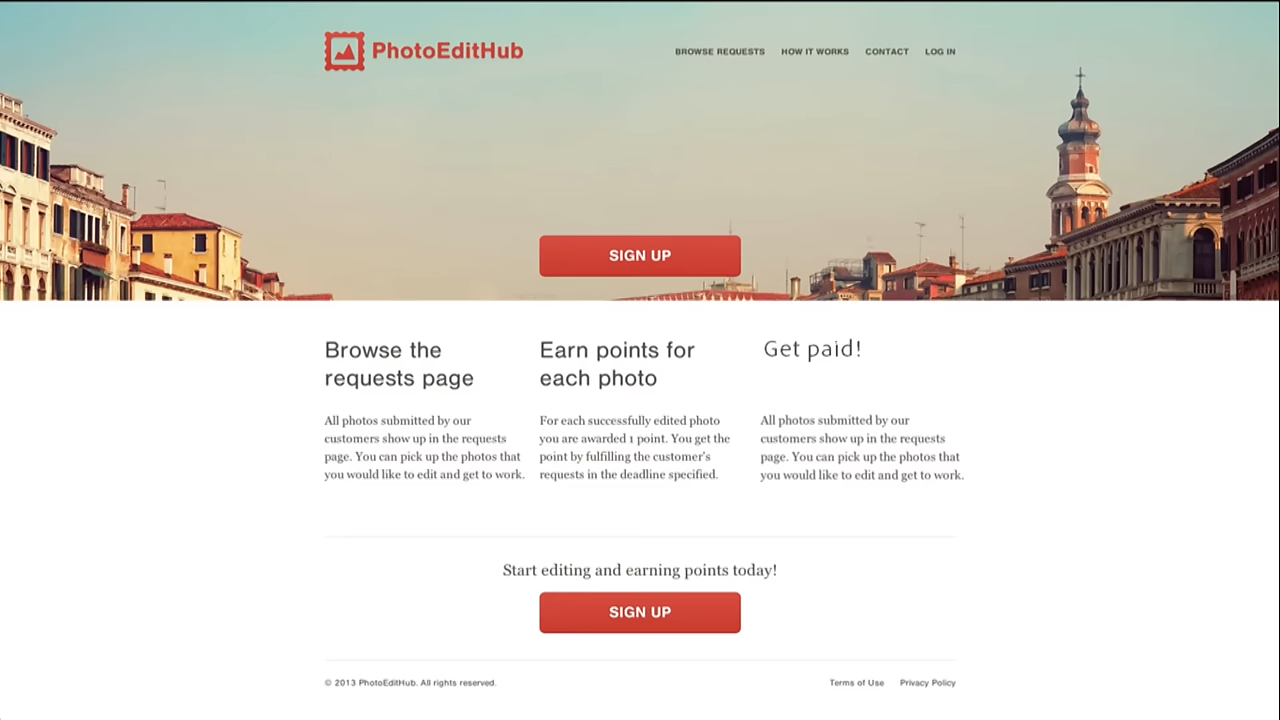 PhotoEditHub
BROWSE REQUESTS HOW IT WORKS CONTACT LOG IN
SIGN UP
Browse the
requests page
All photos submitted by our
customers show up in the requests
page. You can pick up the photos that
you would like to edit and get to work.
Earn points for
each photo
For each successfully edited photo
you are awarded 1 point. You get the
point by fulfilling the customer's
requests in the deadline specified.
Get paid!
All photos submitted by our
customers show up in the requests
page. You can pick up the photos that
you would like to edit and get to work.
Start editing and earning points today!
SIGN UP
© 2013 PhotoEditHub. All rights reserved.
Terms of Use Privacy Policy